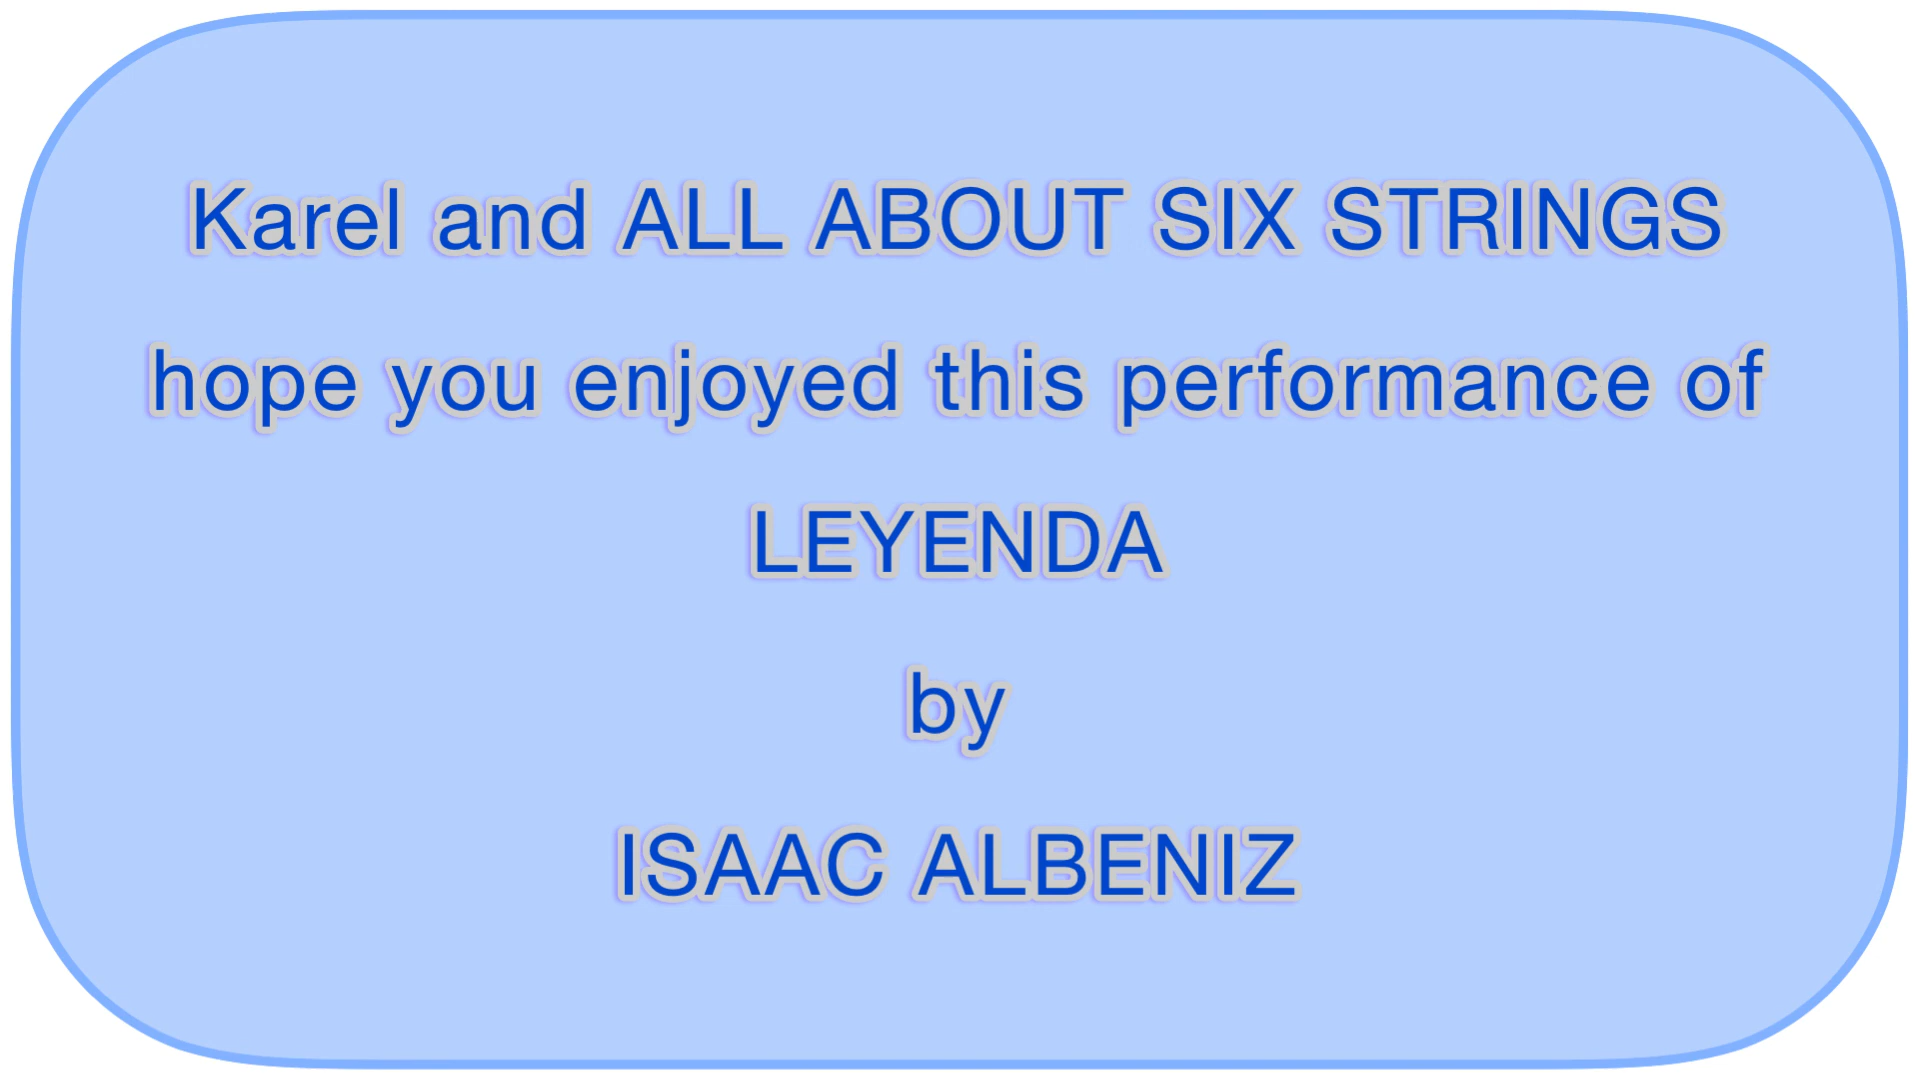 Karel and ALL ABOUT SIX STRINGS
hope you enjoyed this performance of
LEYENDA
by
ISAAC ALBENIZ